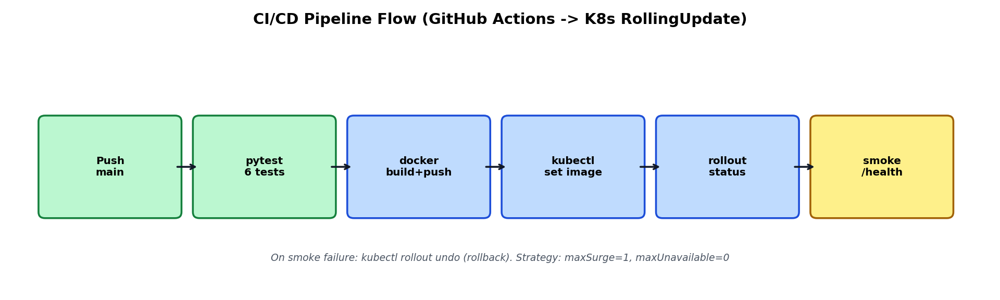 CI/CD Pipeline Flow (GitHub Actions -> K8s RollingUpdate)
Push
main
pytest
6 tests
docker
build+push
kubectl
set image
rollout
status
smoke
/health
On smoke failure: kubectl rollout undo (rollback). Strategy: maxSurge=1, maxUnavailable=0